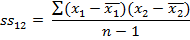 ss₁₂ = ∑(x₁ − x̅₁)(x₂ − x̅₂) / n − 1